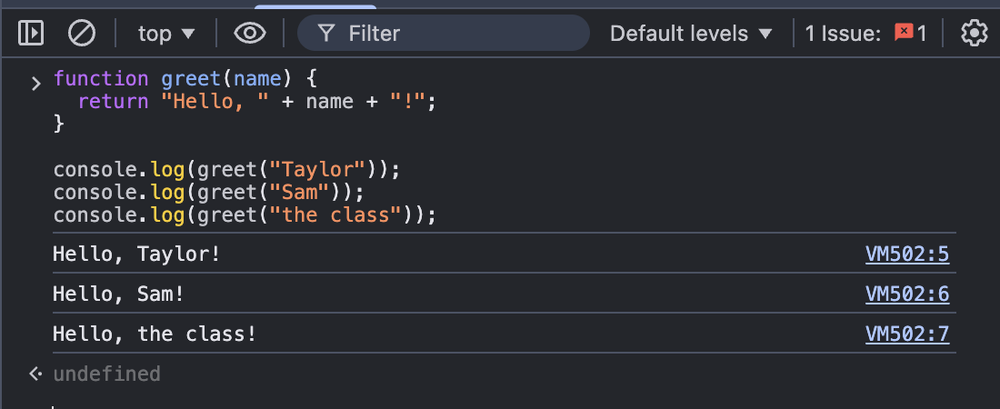 top
Filter
Default levels
1 Issue:
1
function greet(name) {
  return "Hello, " + name + "!";
}
console.log(greet("Taylor"));
console.log(greet("Sam"));
console.log(greet("the class"));
Hello, Taylor! VM502:5
Hello, Sam! VM502:6
Hello, the class! VM502:7
undefined